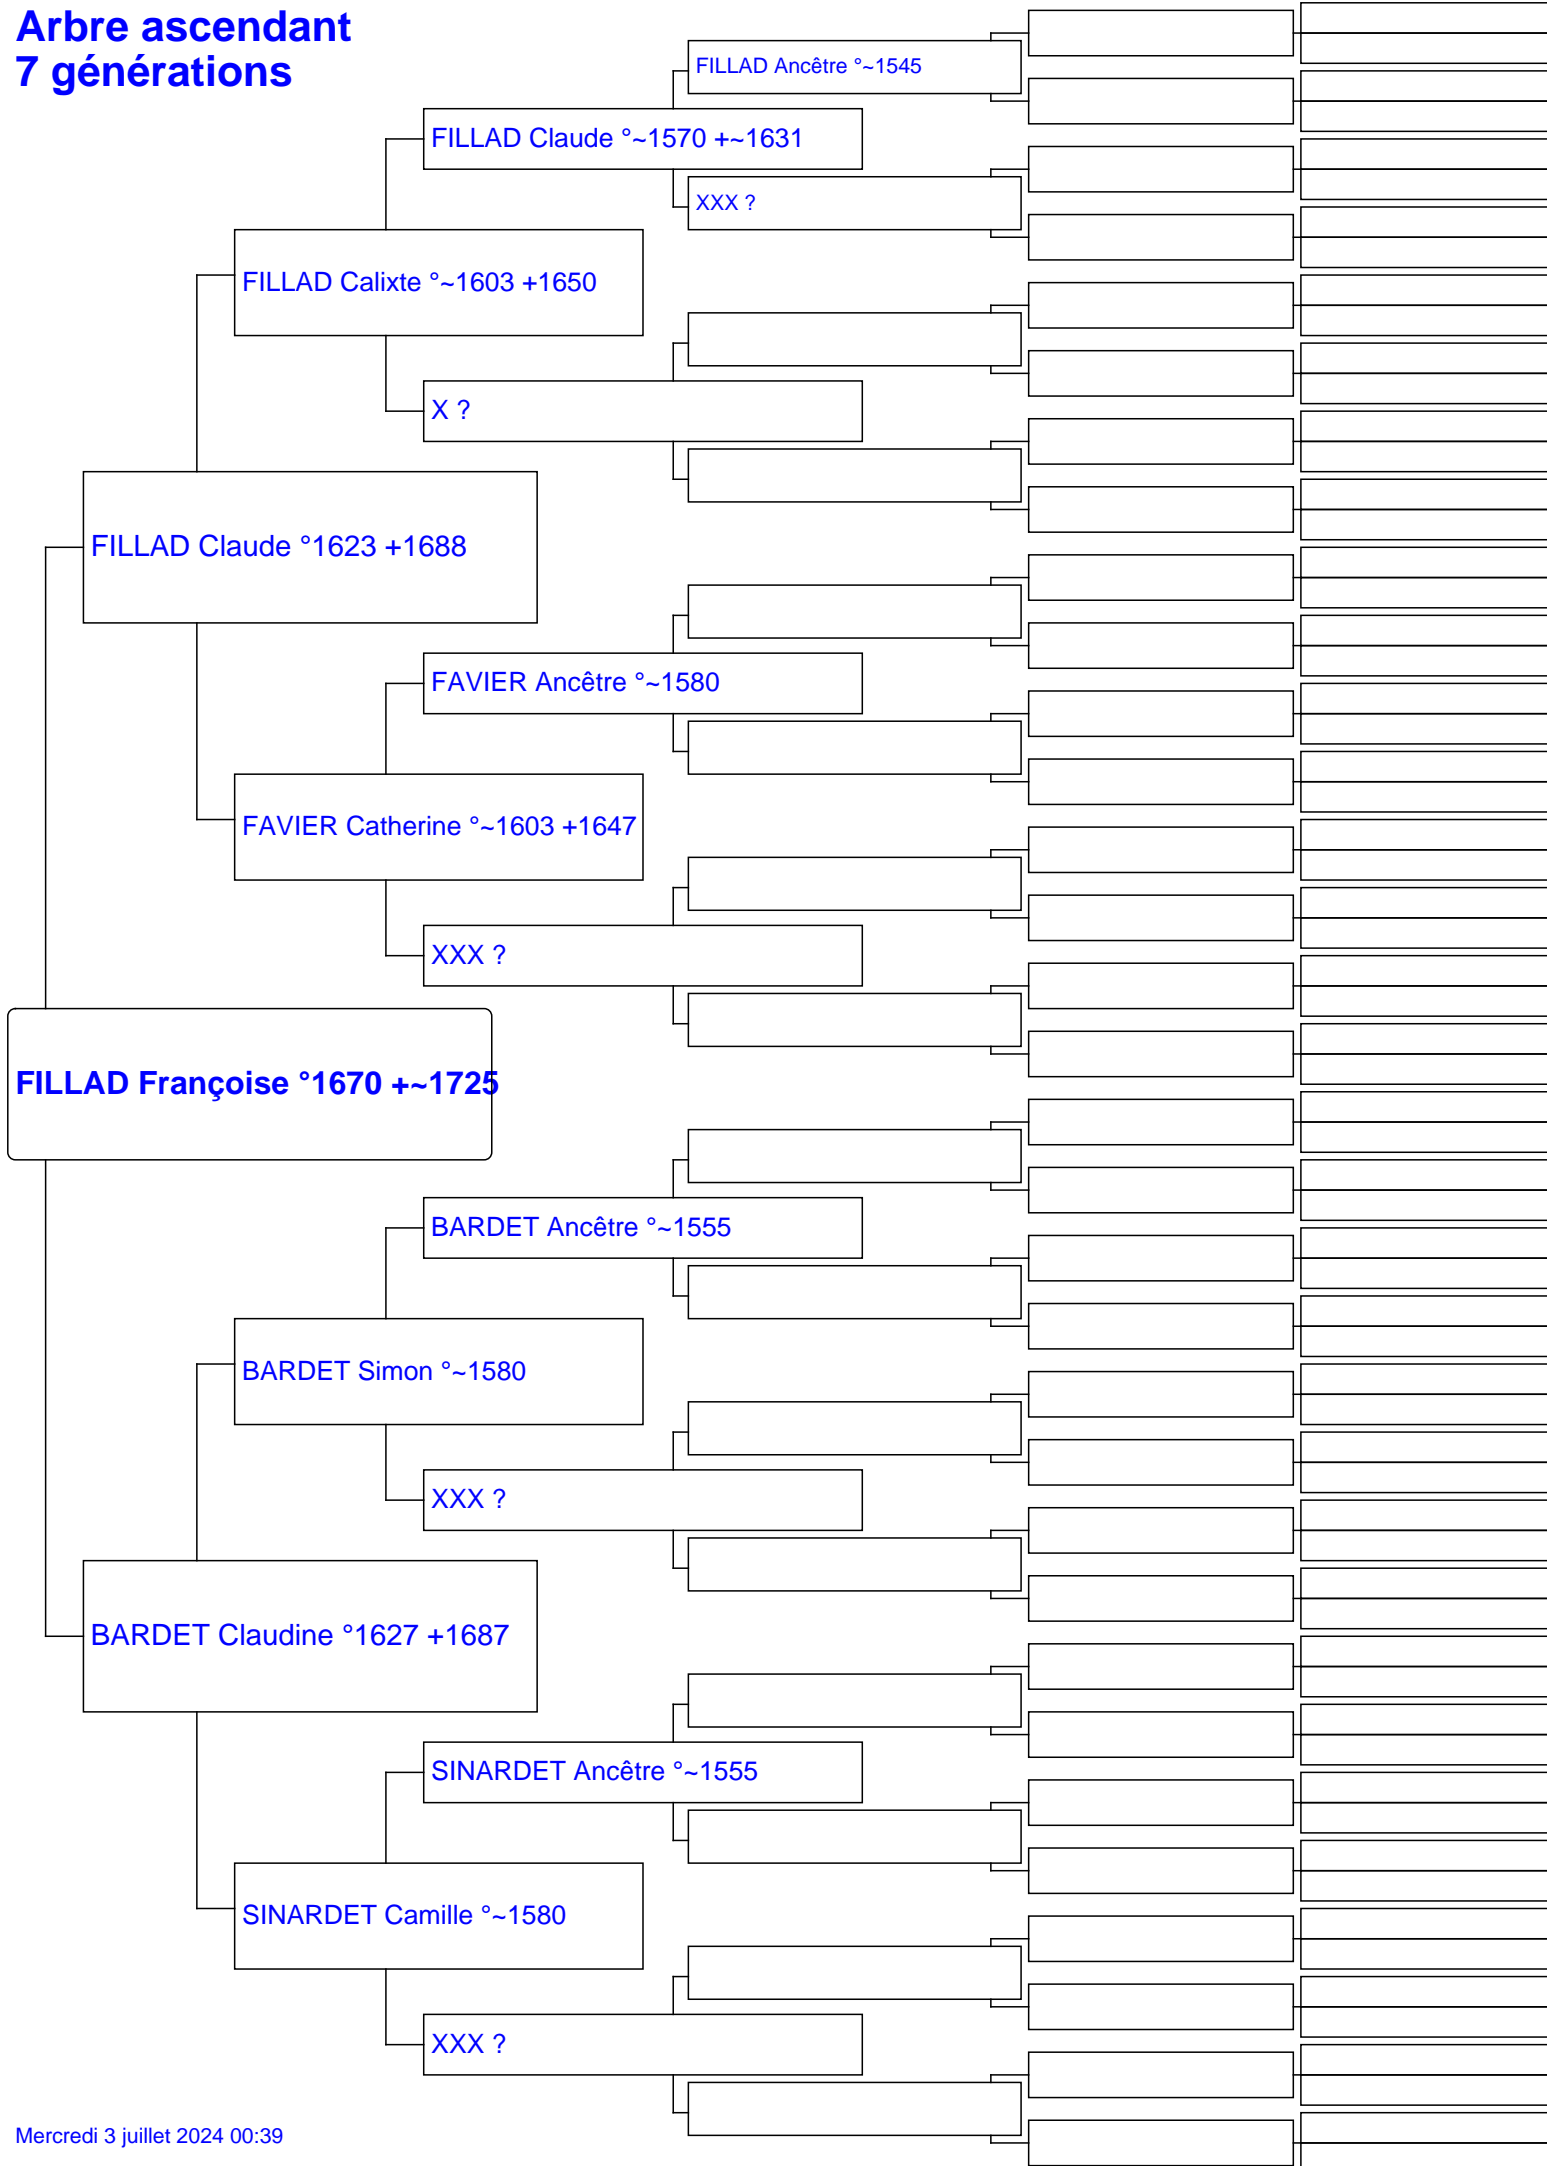 Arbre ascendant
7 générations
FILLAD Ancêtre °~1545
FILLAD Claude °~1570 +~1631
XXX ?
FILLAD Calixte °~1603 +1650
X ?
FILLAD Claude °1623 +1688
FAVIER Ancêtre °~1580
FAVIER Catherine °~1603 +1647
XXX ?
FILLAD Françoise °1670 +~1725
BARDET Ancêtre °~1555
BARDET Simon °~1580
XXX ?
BARDET Claudine °1627 +1687
SINARDET Ancêtre °~1555
SINARDET Camille °~1580
XXX ?
Mercredi 3 juillet 2024 00:39